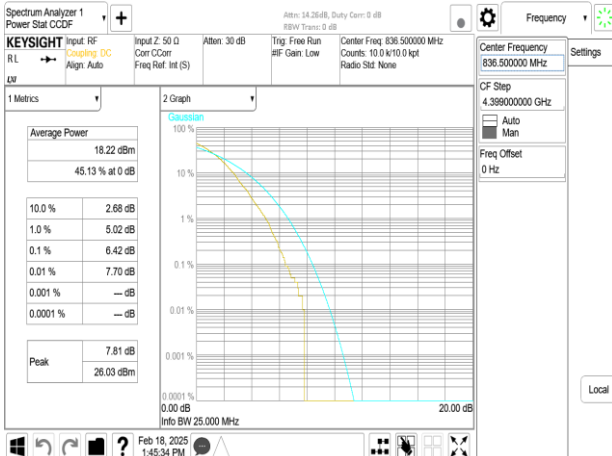 Spectrum Analyzer 1
Power Stat CCDF
▼
+
Attn: 14.26dB, Duty Corr: 0 dB
RBW Trans: 0 dB
Frequency
KEYSIGHT
RL
LXI
Input: RF
Coupling: DC
Align: Auto
Input Z: 50 Ω
Corr CCorr
Freq Ref: Int (S)
Atten: 30 dB
Trig: Free Run
#IF Gain: Low
Center Freq: 836.500000 MHz
Counts: 10.0 k/10.0 kpt
Radio Std: None
Center Frequency
836.500000 MHz
Settings
CF Step
4.399000000 GHz
Auto
Man
Freq Offset
0 Hz
Local
1 Metrics
Average Power
18.22 dBm
45.13 % at 0 dB
10.0 % 2.68 dB
1.0 % 5.02 dB
0.1 % 6.42 dB
0.01 % 7.70 dB
0.001 % --- dB
0.0001 % --- dB
Peak
7.81 dB
26.03 dBm
2 Graph
Gaussian
100 %
10 %
1 %
0.1 %
0.01 %
0.001 %
0.0001 %
0.00 dB
20.00 dB
Info BW 25.000 MHz
?
Feb 18, 2025
1:45:34 PM